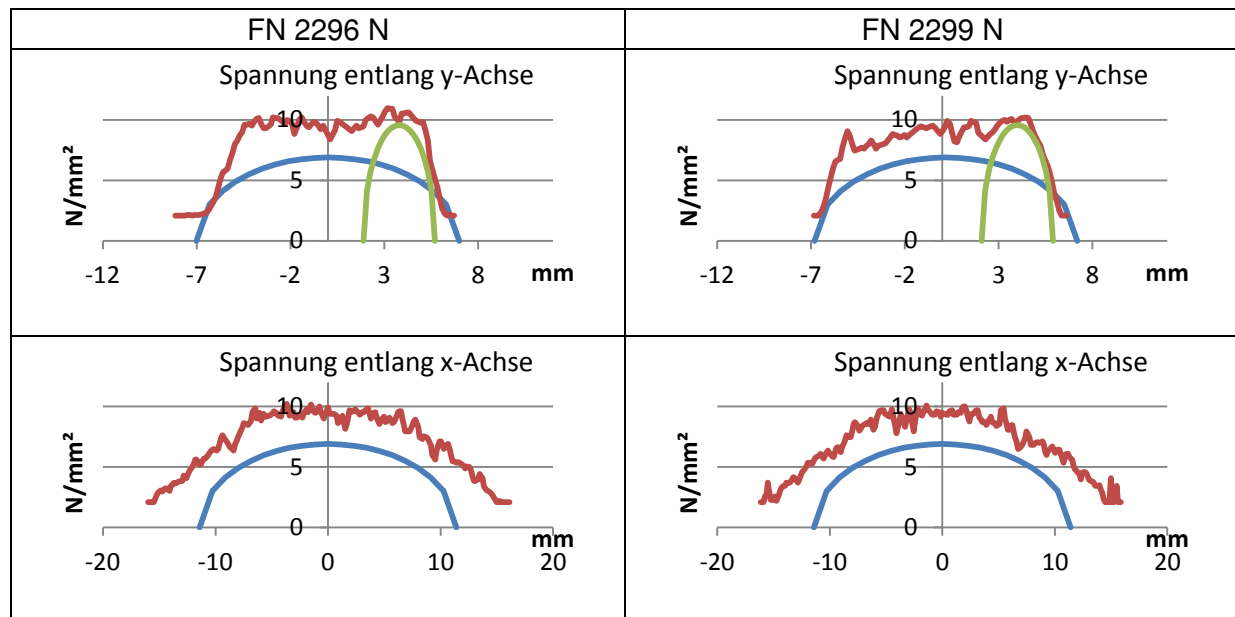 FN 2296 N
FN 2299 N
Spannung entlang y-Achse
N/mm²
10
5
0
-12 -7 -2 3 8 mm
Spannung entlang y-Achse
N/mm²
10
5
0
-12 -7 -2 3 8 mm
Spannung entlang x-Achse
N/mm²
10
5
0
mm
-20 -10 0 10 20
Spannung entlang x-Achse
N/mm²
10
5
0
mm
-20 -10 0 10 20